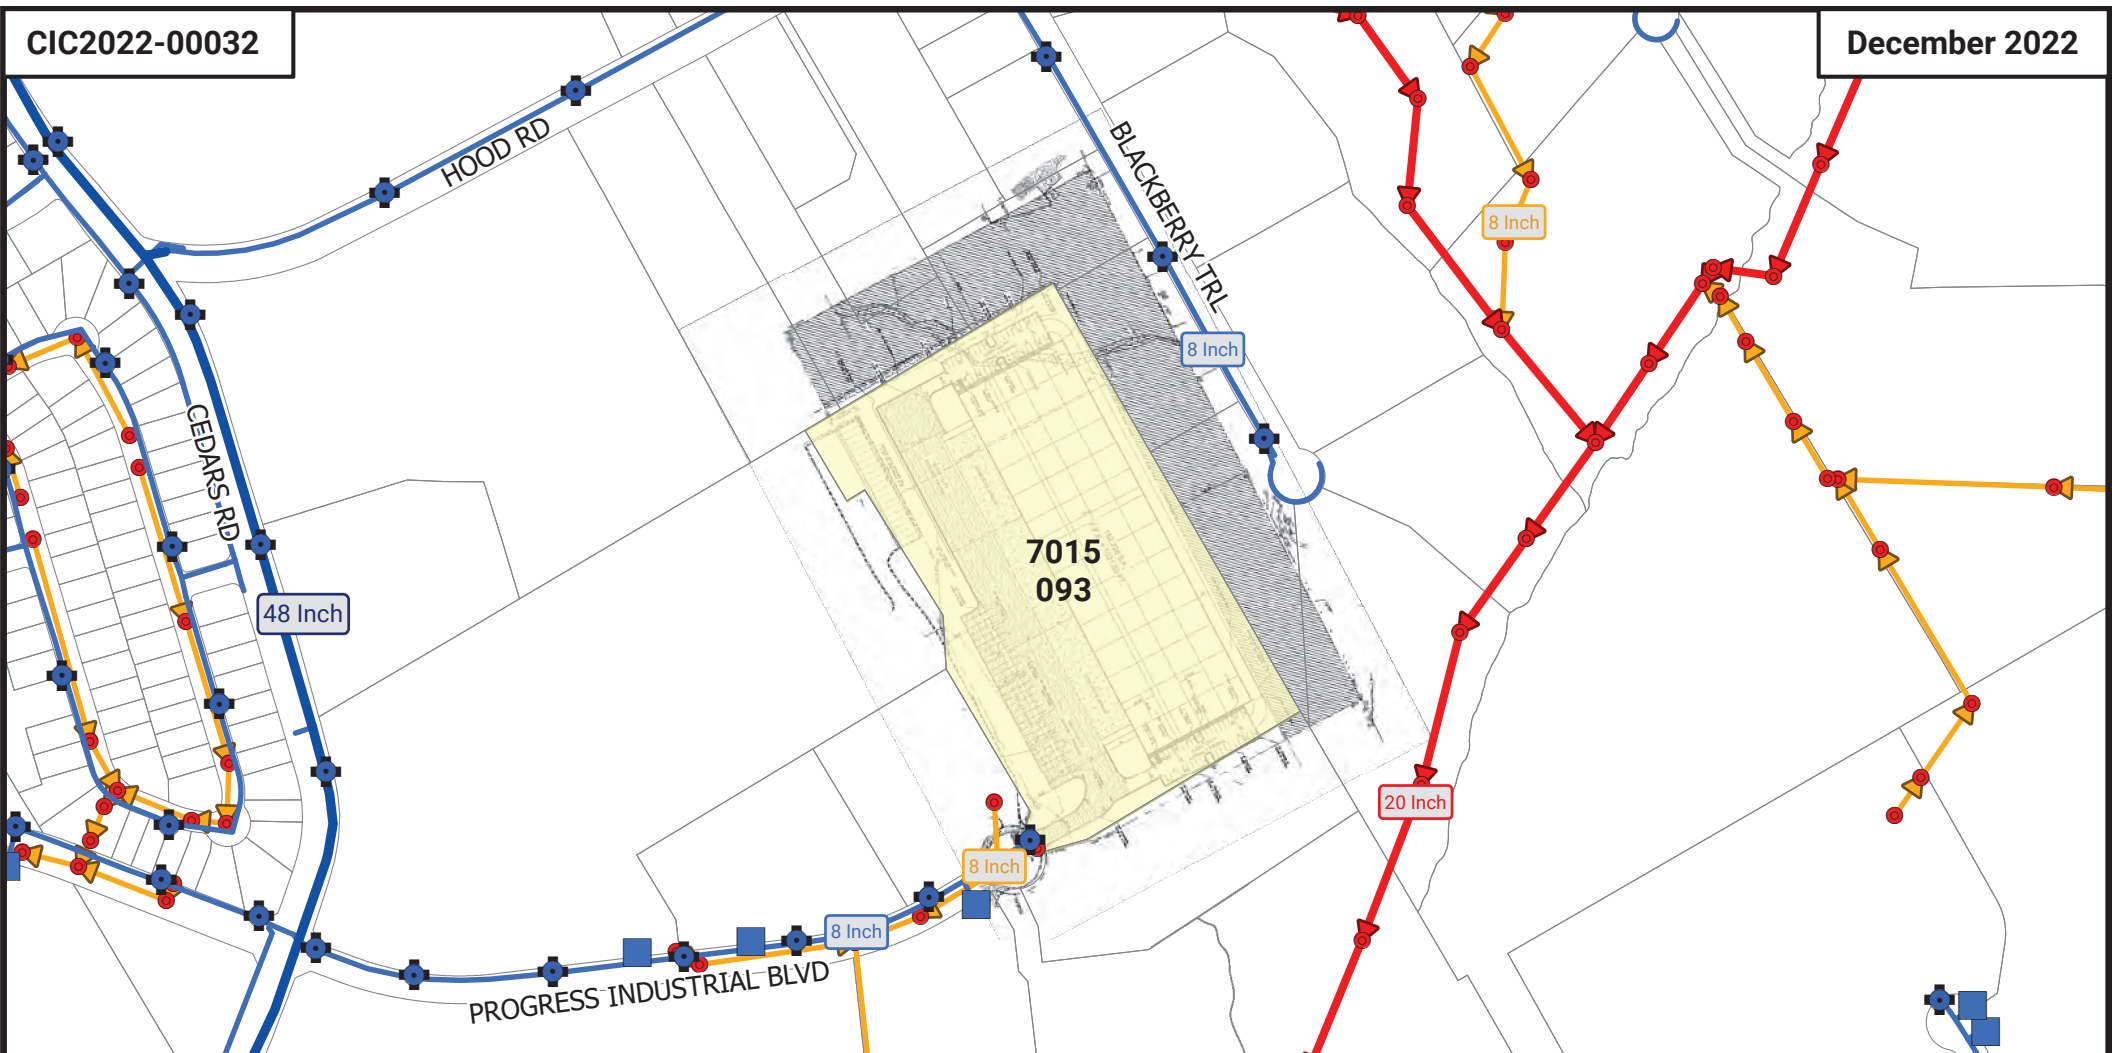 CIC2022-00032
December 2022
HOOD RD
BLACKBERRY TRL
8 Inch
8 Inch
CEDARS RD
7015
093
48 Inch
20 Inch
8 Inch
8 Inch
PROGRESS INDUSTRIAL BLVD